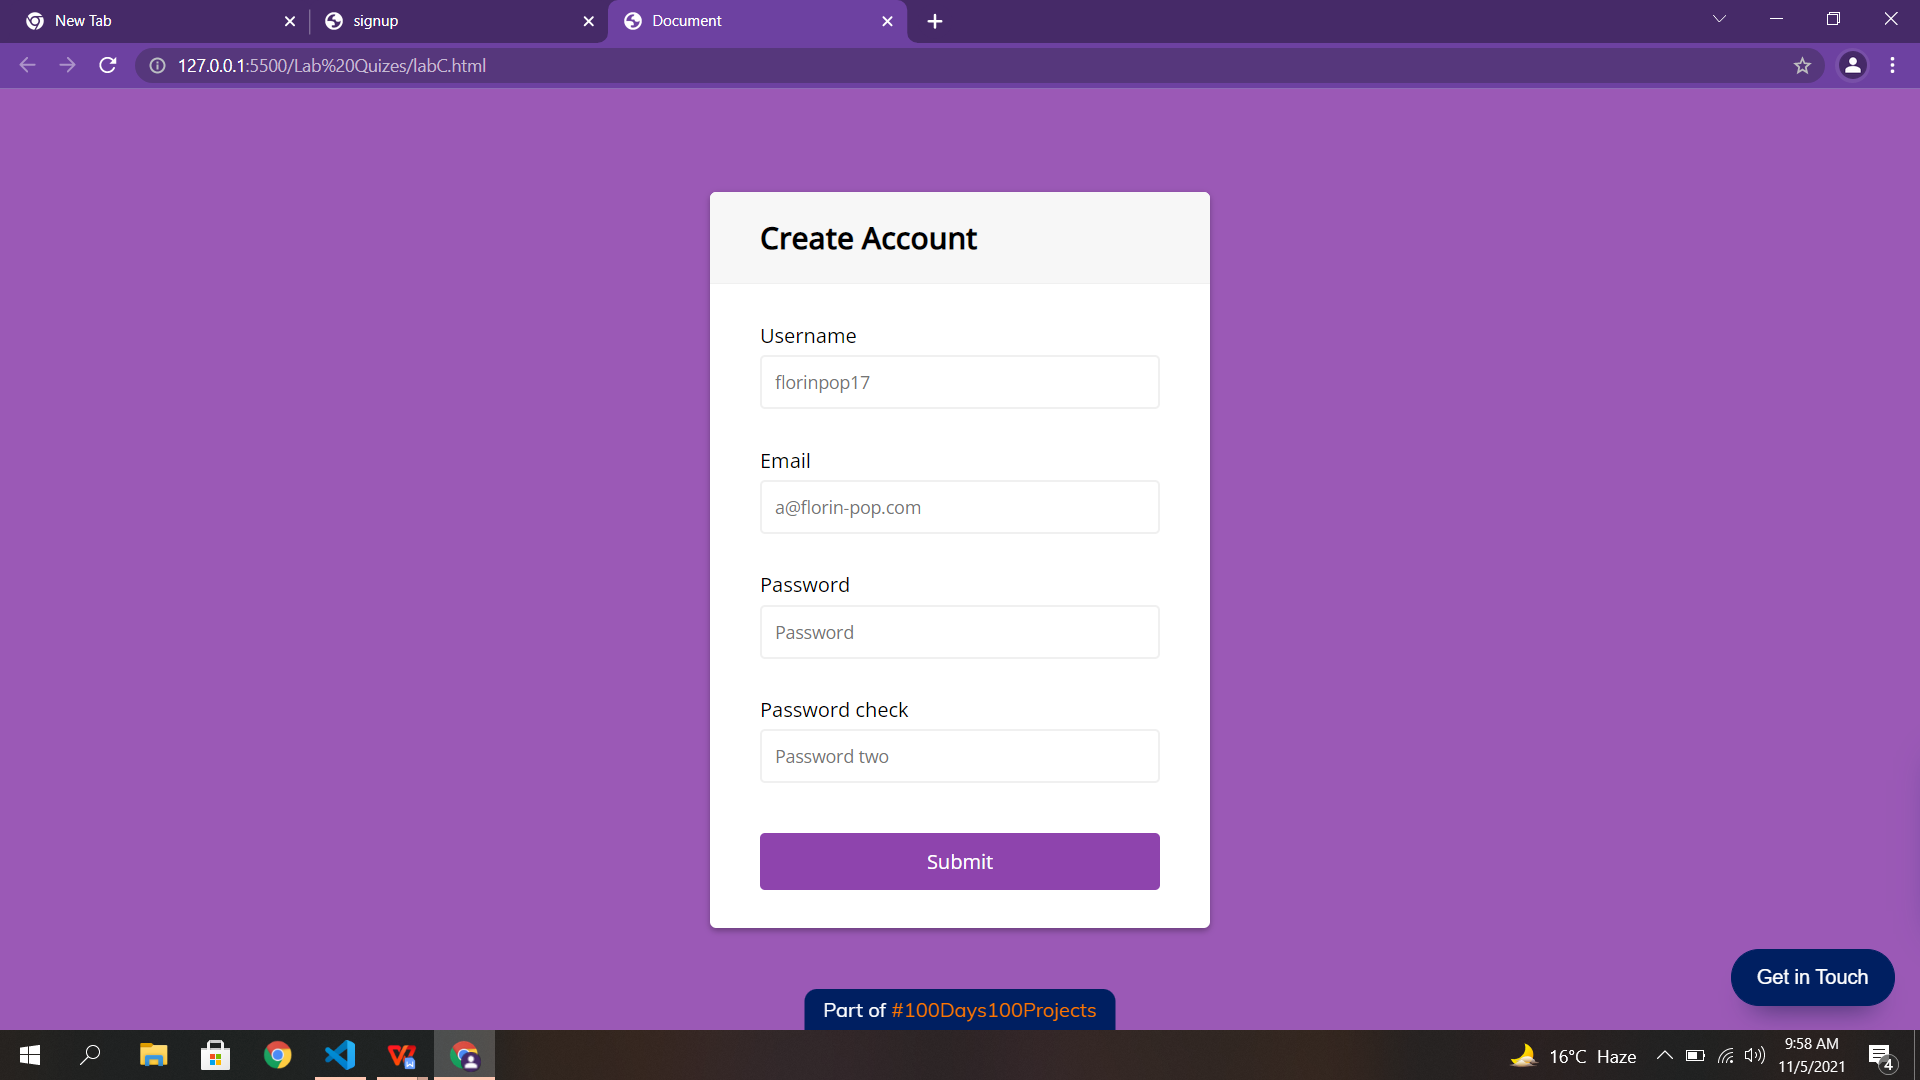 New Tab
signup
Document
127.0.0.1:5500/Lab%20Quizes/labC.html
Create Account
Username
florinpop17
Email
a@florin-pop.com
Password
Password
Password check
Password two
Submit
Get in Touch
Part of #100Days100Projects
16°C Haze
9:58 AM
11/5/2021
4